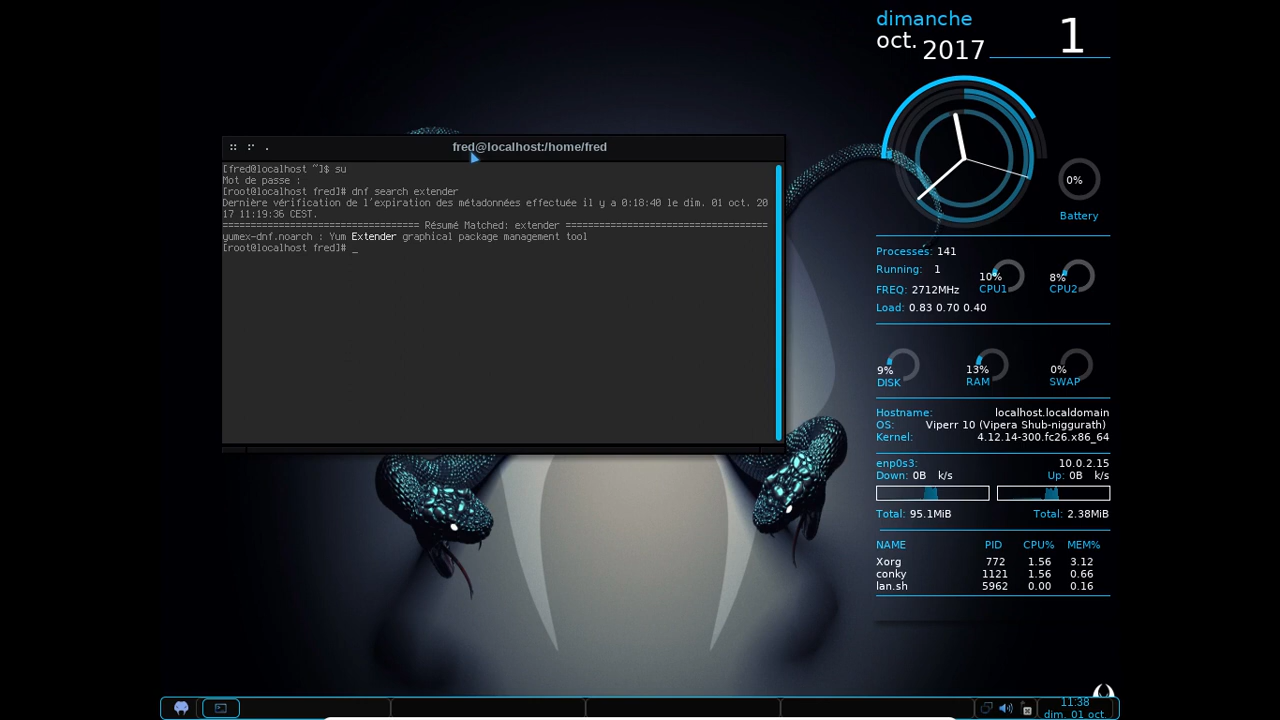 fred@localhost:/home/fred
[fred@localhost ~]$ su
Mot de passe :
[root@localhost fred]# dnf search extender
Dernière vérification de l'expiration des métadonnées effectuée il y a 0:18:40 le dim. 01 oct. 20
17 11:19:36 CEST.
=================================== Résumé Matched: extender ====================================
yumex-dnf.noarch : Yum Extender graphical package management tool
[root@localhost fred]# _
dimanche
oct. 2017 1
0%
Battery
Processes: 141
Running: 1
FREQ: 2712MHz
Load: 0.83 0.70 0.40
10%
CPU1
8%
CPU2
9%
DISK
13%
RAM
0%
SWAP
Hostname: localhost.localdomain
OS: Viperr 10 (Vipera Shub-niggurath)
Kernel: 4.12.14-300.fc26.x86_64
enp0s3: 10.0.2.15
Down: 0B k/s Up: 0B k/s
Total: 95.1MiB Total: 2.38MiB
NAME PID CPU% MEM%
Xorg 772 1.56 3.12
conky 1121 1.56 0.66
lan.sh 5962 0.00 0.16
11:38
dim. 01 oct.